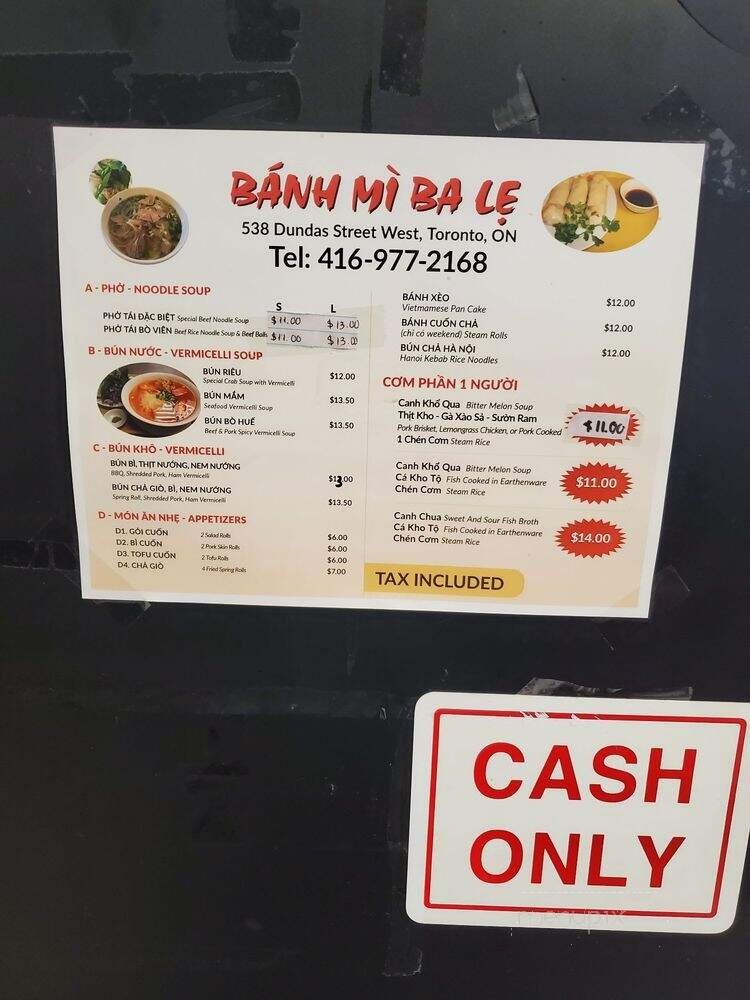 BÁNH MÌ BA LẸ
538 Dundas Street West, Toronto, ON
Tel: 416-977-2168
A - PHỞ - NOODLE SOUP
S L
PHỞ TÁI ĐẶC BIỆT Special Beef Noodle Soup $11.00 $13.00
PHỞ TÁI BÒ VIÊN Beef Rice Noodle Soup & Beef Balls $11.00 $13.00
B - BÚN NƯỚC - VERMICELLI SOUP
BÚN RIÊU $12.00
Special Crab Soup with Vermicelli
BÚN MẮM $13.50
Seafood Vermicelli Soup
BÚN BÒ HUẾ $13.50
Beef & Pork Spicy Vermicelli Soup
C - BÚN KHÔ - VERMICELLI
BÚN BÌ, THỊT NƯỚNG, NEM NƯỚNG $13.00
BBQ, Shredded Pork, Ham Vermicelli
BÚN CHẢ GIÒ, BÌ, NEM NƯỚNG $13.50
Spring Roll, Shredded Pork, Ham Vermicelli
D - MÓN ĂN NHẸ - APPETIZERS
D1. GỎI CUỐN 2 Salad Rolls $6.00
D2. BÌ CUỐN 2 Pork Skin Rolls $6.00
D3. TOFU CUỐN 2 Tofu Rolls $6.00
D4. CHẢ GIÒ 4 Fried Spring Rolls $7.00
BÁNH XÈO $12.00
Vietnamese Pan Cake
BÁNH CUỐN CHẢ $12.00
(chỉ có weekend) Steam Rolls
BÚN CHẢ HÀ NỘI $12.00
Hanoi Kebab Rice Noodles
CƠM PHẦN 1 NGƯỜI
Canh Khổ Qua Bitter Melon Soup
Thịt Kho - Gà Xào Sả - Sườn Ram $11.00
Pork Brisket, Lemongrass Chicken, or Pork Cooked
1 Chén Cơm Steam Rice
Canh Khổ Qua Bitter Melon Soup
Cá Kho Tộ Fish Cooked in Earthenware $11.00
Chén Cơm Steam Rice
Canh Chua Sweet And Sour Fish Broth
Cá Kho Tộ Fish Cooked in Earthenware $14.00
Chén Cơm Steam Rice
TAX INCLUDED
CASH
ONLY
menupix